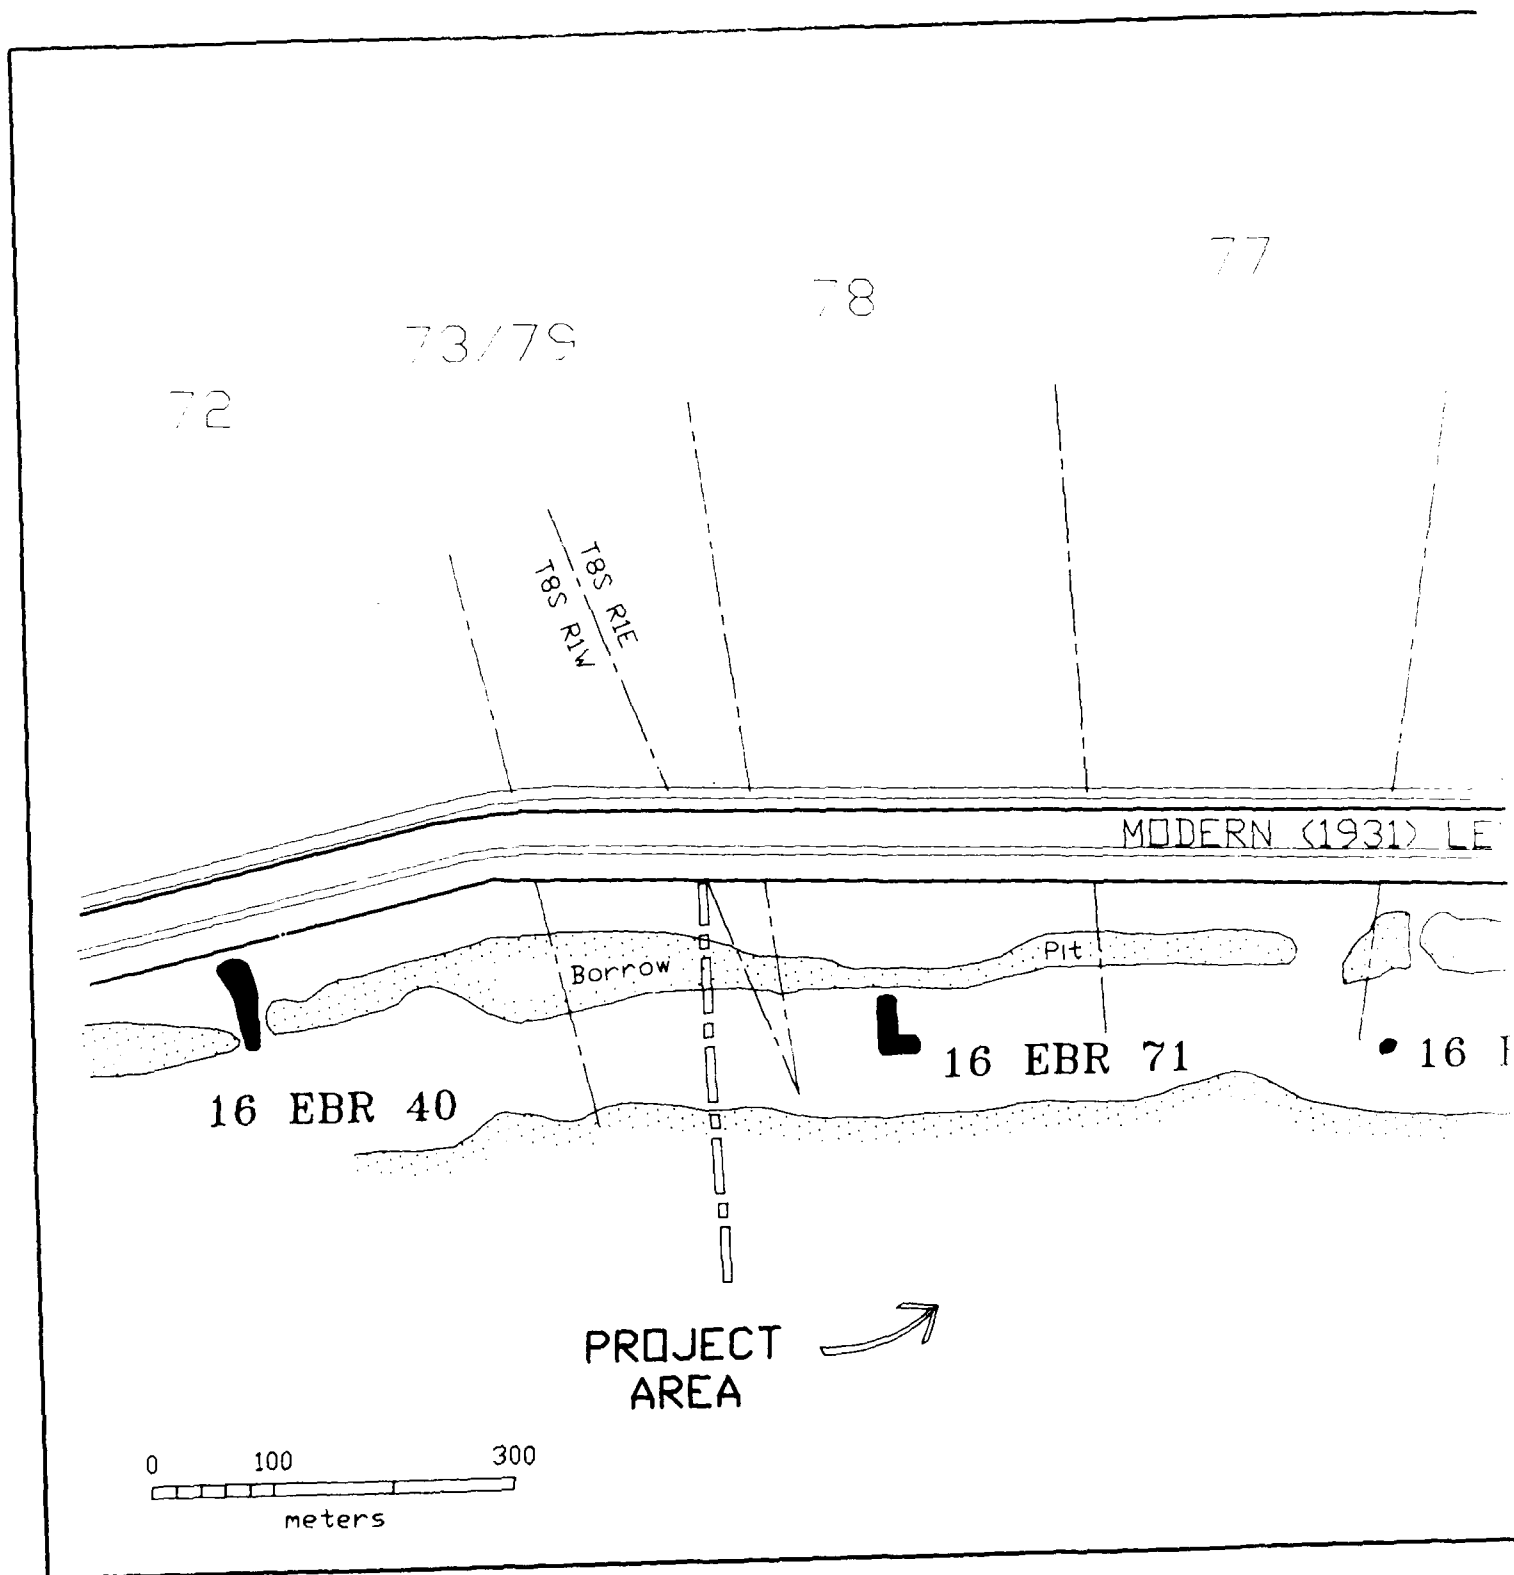 77
78
73/79
72
T8S R1E
T8S R1W
MODERN (1931) LE
Borrow
Pit
16 EBR 71
16
16 EBR 40
PROJECT
AREA
0 100 300
meters